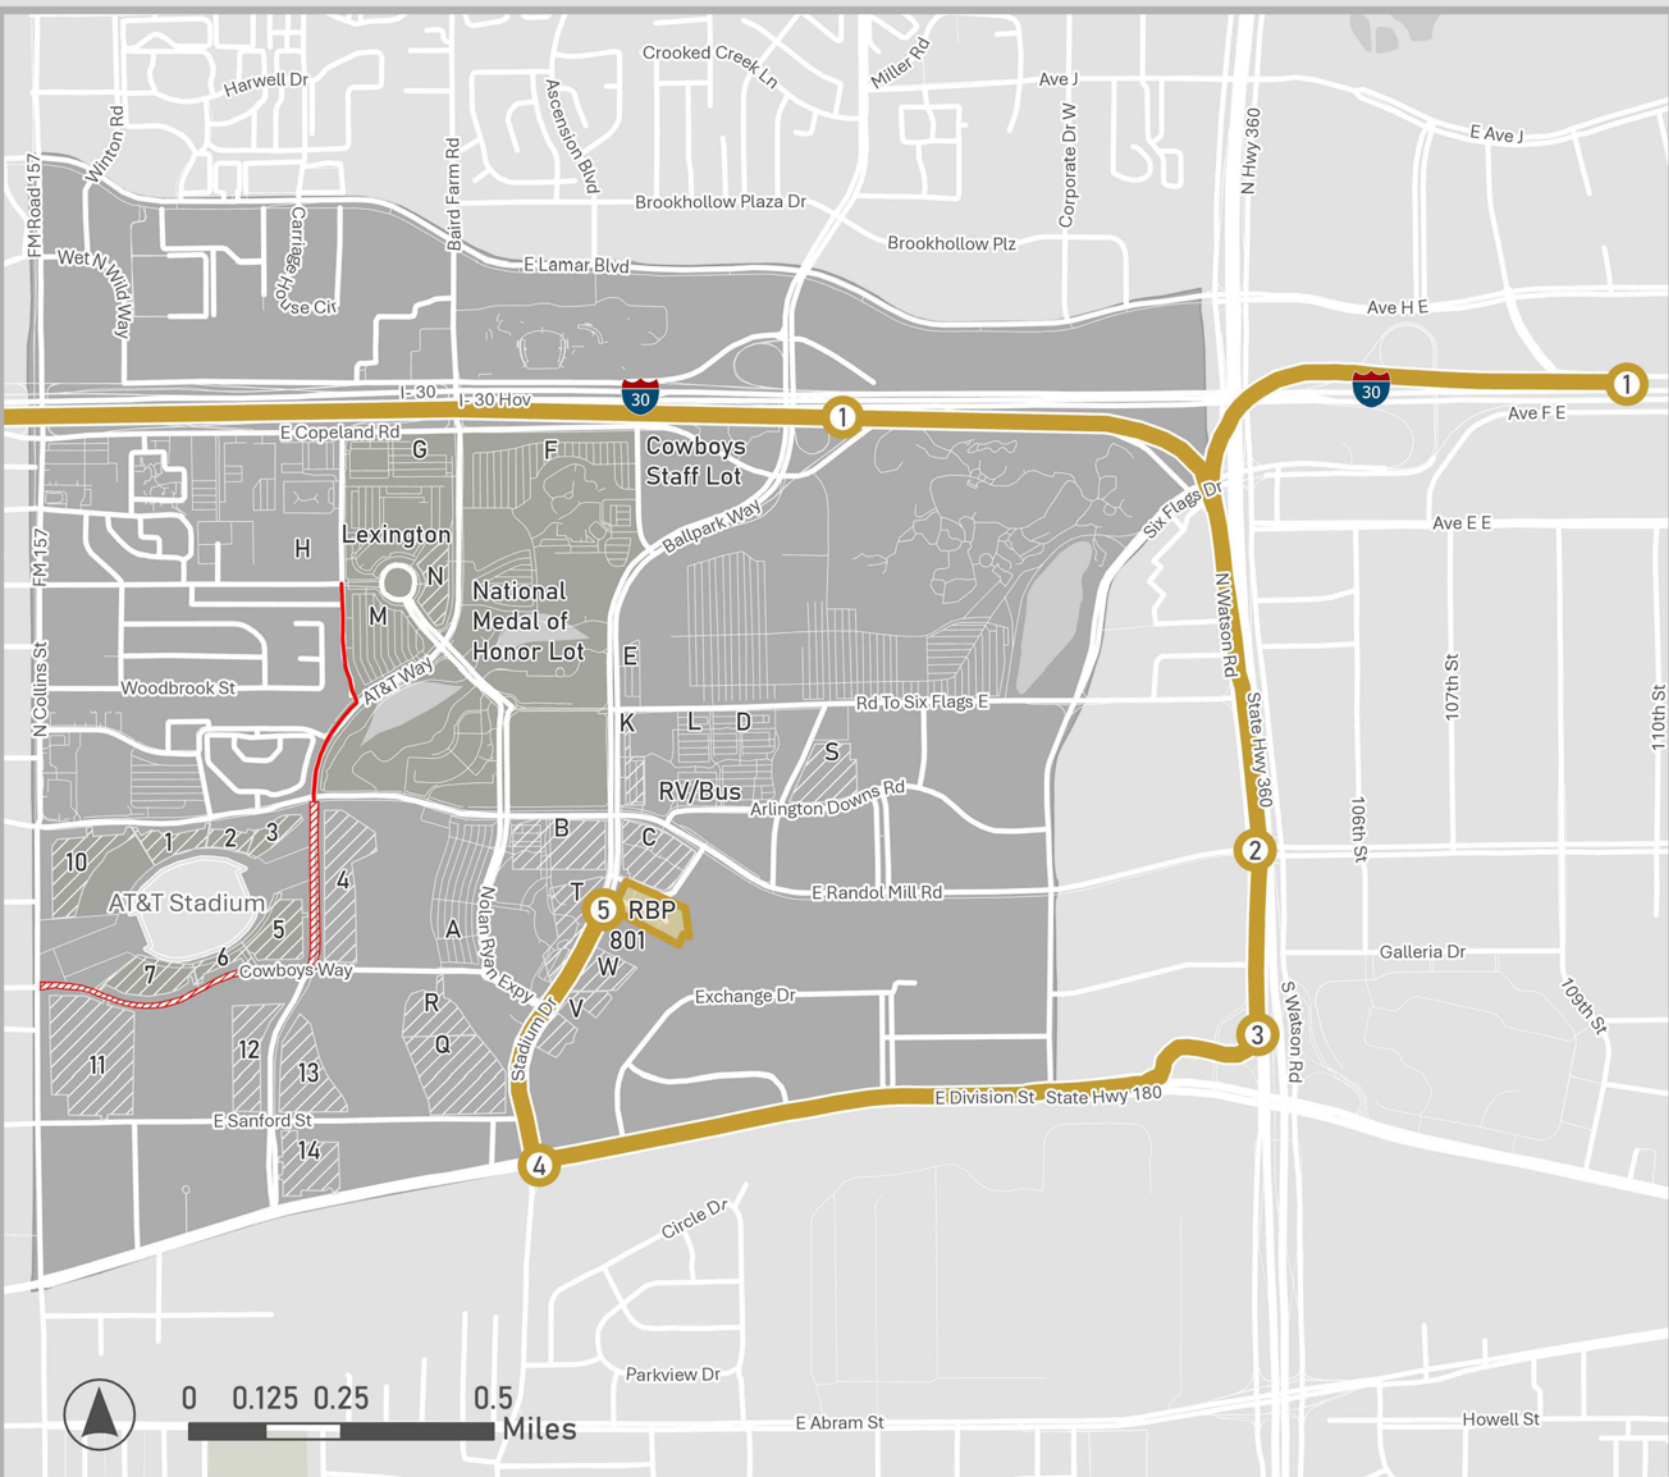 Crooked Creek Ln
Miller Rd
Harwell Dr
Ave J
Ascension Blvd
Corporate Dr W
N Hwy 360
E Ave J
Winton Rd
Baird Farm Rd
FM Road 157
Brookhollow Plaza Dr
Carriage House Cir
Brookhollow Plz
Wet N Wild Way
E Lamar Blvd
Ave H E
I-30
I-30 Hov
30
30
1
1
Ave F E
E Copeland Rd
G
F
Cowboys
Staff Lot
Six Flags Dr
Ballpark Way
Ave E E
Lexington
H
FM 157
N
National
Medal of
Honor Lot
M
N Watson Rd
E
N Collins St
Woodbrook St
AT&T Way
Rd To Six Flags E
107th St
110th St
State Hwy 360
K
L
D
S
RV/Bus
Arlington Downs Rd
106th St
10
1
2
3
B
C
2
4
T
E Randol Mill Rd
AT&T Stadium
5
RBP
5
A
Nolan Ryan Expy
801
6
7
Cowboys Way
W
Galleria Dr
R
V
Exchange Dr
109th St
Stadium Dr
3
S Watson Rd
11
12
13
Q
E Division St
State Hwy 180
E Sanford St
14
4
Circle Dr
Parkview Dr
0
0.125
0.25
0.5
Miles
E Abram St
Howell St